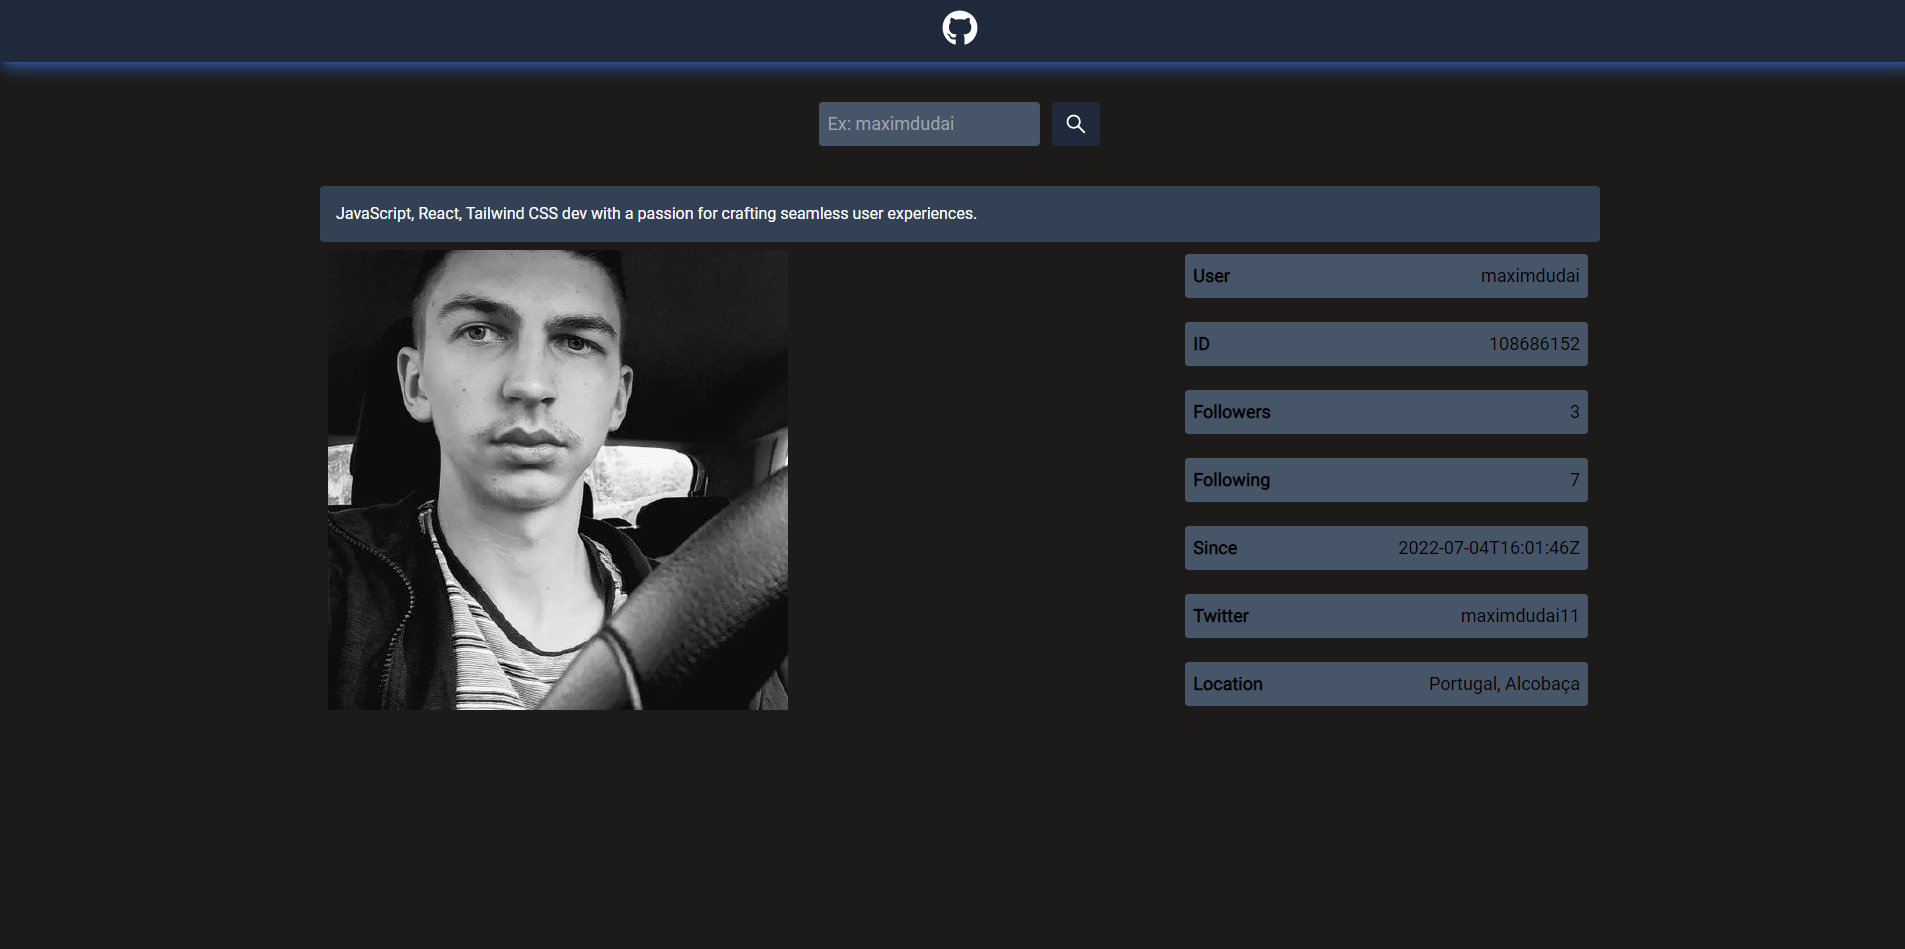 Ex: maximdudai
JavaScript, React, Tailwind CSS dev with a passion for crafting seamless user experiences.
User maximdudai
ID 108686152
Followers 3
Following 7
Since 2022-07-04T16:01:46Z
Twitter maximdudai11
Location Portugal, Alcobaça